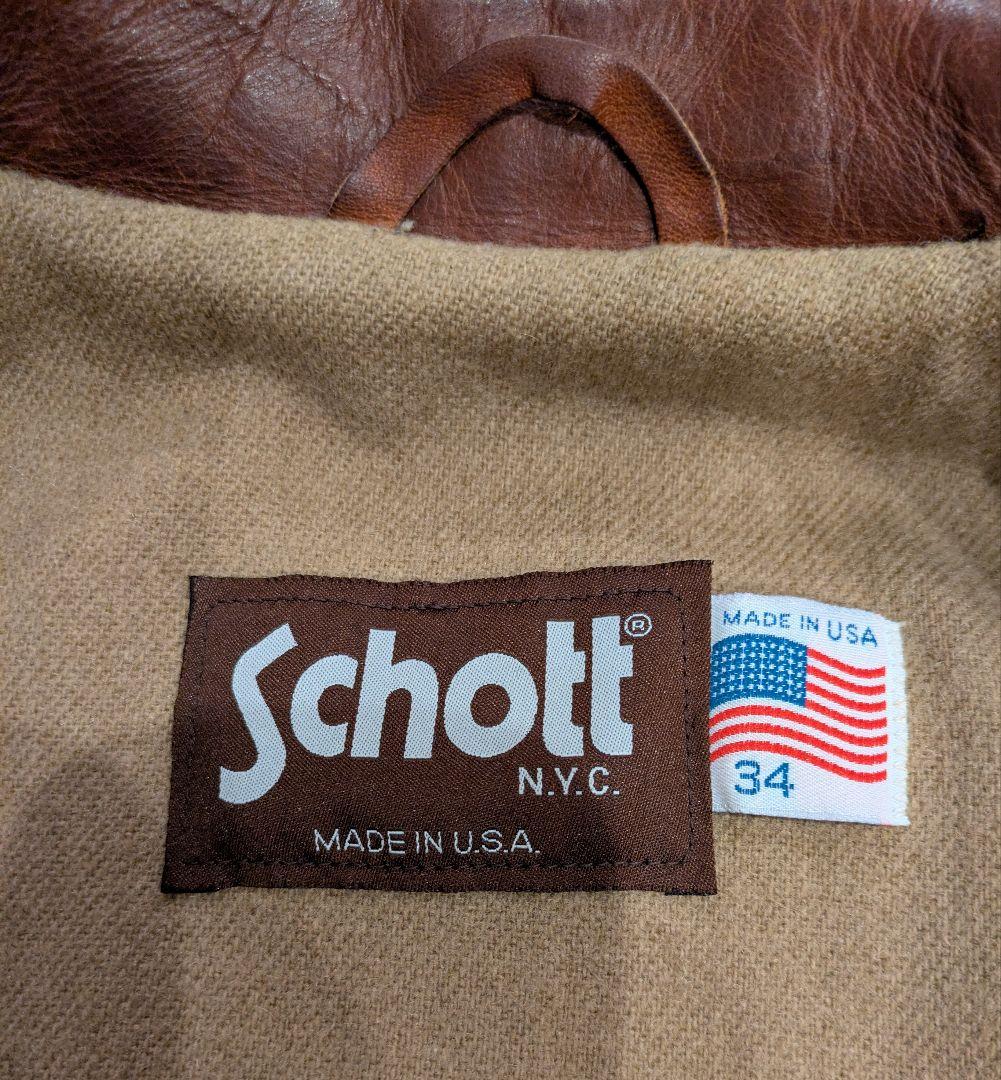 Schott®
N.Y.C.
MADE IN U.S.A.
MADE IN USA
34